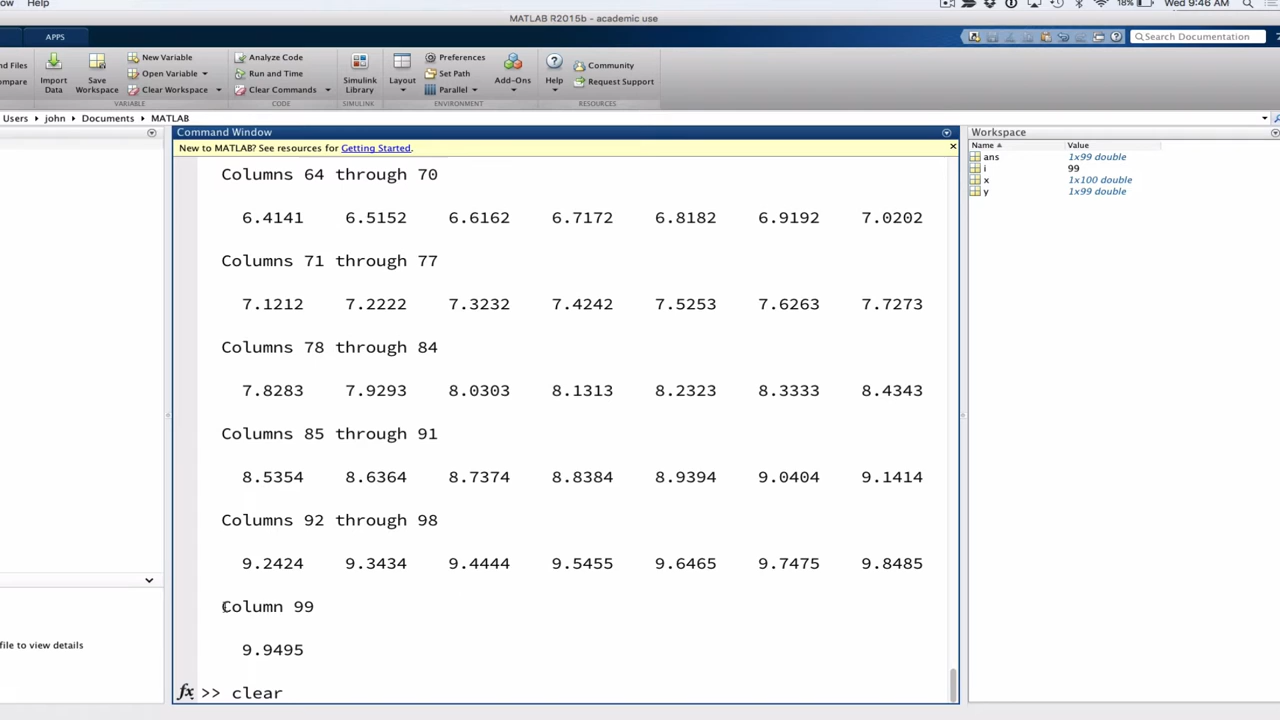 ow Help
18% Wed 9:46 AM
MATLAB R2015b - academic use
APPS
Search Documentation
nd Files
ompare
Import Data
Save Workspace
New Variable
Open Variable
Clear Workspace
VARIABLE
Analyze Code
Run and Time
Clear Commands
CODE
Simulink Library
SIMULINK
Layout
Preferences
Set Path
Parallel
ENVIRONMENT
Add-Ons
Help
Community
Request Support
RESOURCES
Users john Documents MATLAB
Command Window
New to MATLAB? See resources for Getting Started.
Columns 64 through 70
6.4141 6.5152 6.6162 6.7172 6.8182 6.9192 7.0202
Columns 71 through 77
7.1212 7.2222 7.3232 7.4242 7.5253 7.6263 7.7273
Columns 78 through 84
7.8283 7.9293 8.0303 8.1313 8.2323 8.3333 8.4343
Columns 85 through 91
8.5354 8.6364 8.7374 8.8384 8.9394 9.0404 9.1414
Columns 92 through 98
9.2424 9.3434 9.4444 9.5455 9.6465 9.7475 9.8485
Column 99
9.9495
fx >> clear
Workspace
Name Value
ans 1x99 double
i 99
x 1x100 double
y 1x99 double
file to view details